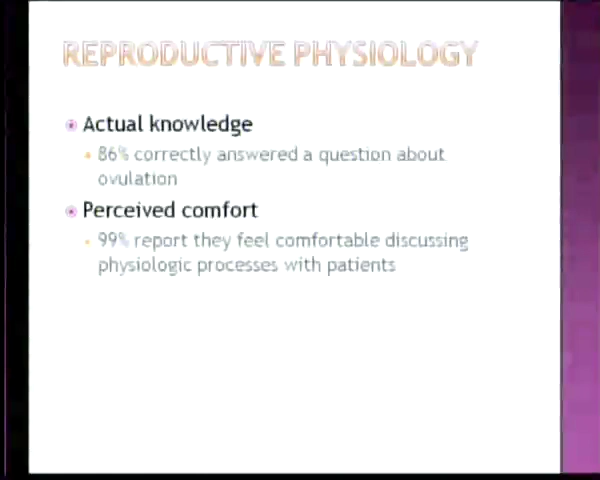 REPRODUCTIVE PHYSIOLOGY
Actual knowledge
86% correctly answered a question about
ovulation
Perceived comfort
99% report they feel comfortable discussing
physiologic processes with patients